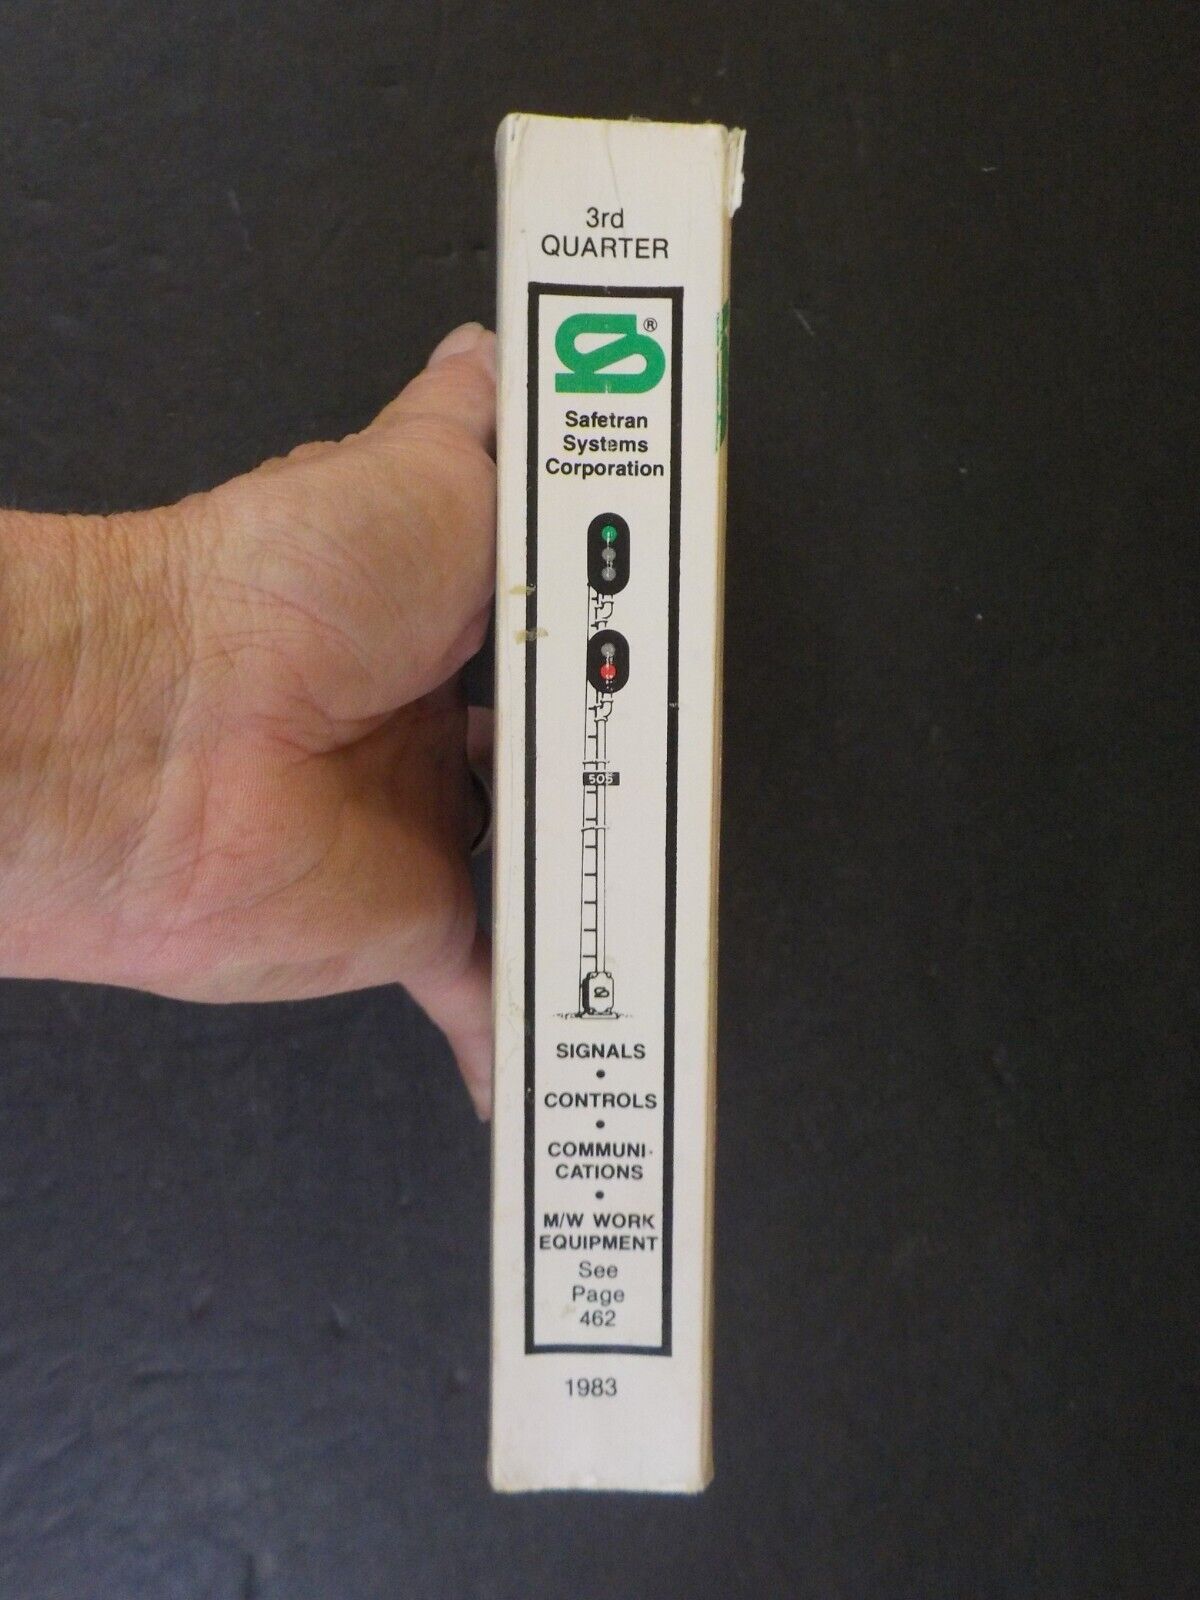 3rd
QUARTER
®
Safetran
Systems
Corporation
505
SIGNALS
•
CONTROLS
•
COMMUNI-
CATIONS
•
M/W WORK
EQUIPMENT
See
Page
462
1983